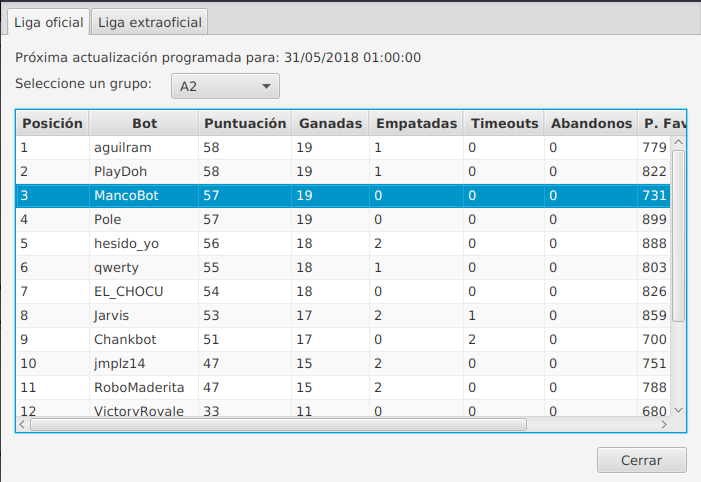 Liga oficial Liga extraoficial
Próxima actualización programada para: 31/05/2018 01:00:00
Seleccione un grupo: A2
Posición Bot Puntuación Ganadas Empatadas Timeouts Abandonos P. Fav
1 aguilram 58 19 1 0 0 779
2 PlayDoh 58 19 1 0 0 822
3 MancoBot 57 19 0 0 0 731
4 Pole 57 19 0 0 0 899
5 hesido_yo 56 18 2 0 0 888
6 qwerty 55 18 1 0 0 803
7 EL_CHOCU 54 18 0 0 0 826
8 Jarvis 53 17 2 1 0 859
9 Chankbot 51 17 0 2 0 700
10 jmplz14 47 15 2 0 0 751
11 RoboMaderita 47 15 2 0 0 788
12 VictoryRoyale 33 11 0 0 0 680
Cerrar